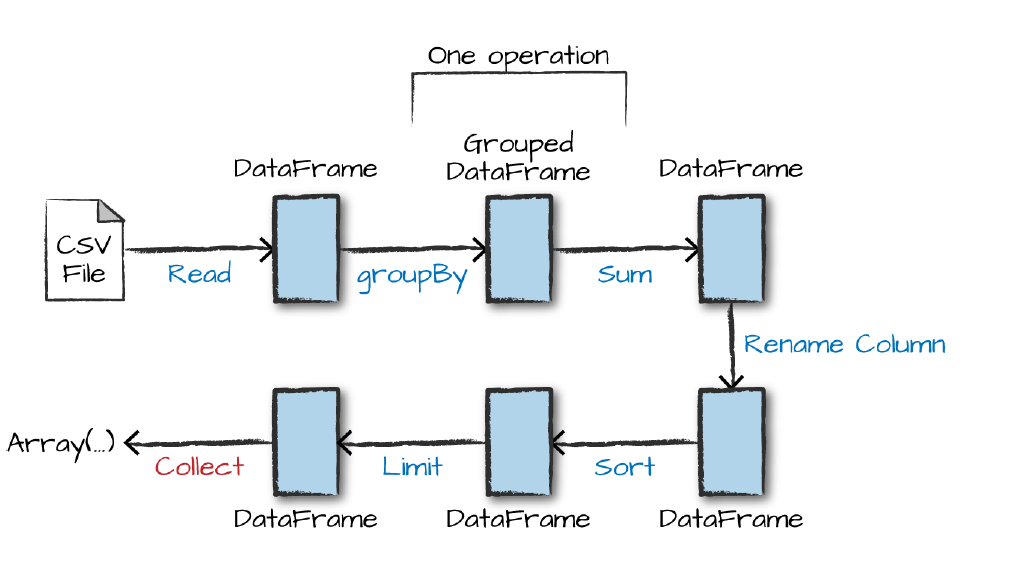 One operation
Grouped
DataFrame
DataFrame
DataFrame
CSV
File
Read
groupBy
Sum
Rename Column
Array(...)
Collect
Limit
Sort
DataFrame
DataFrame
DataFrame